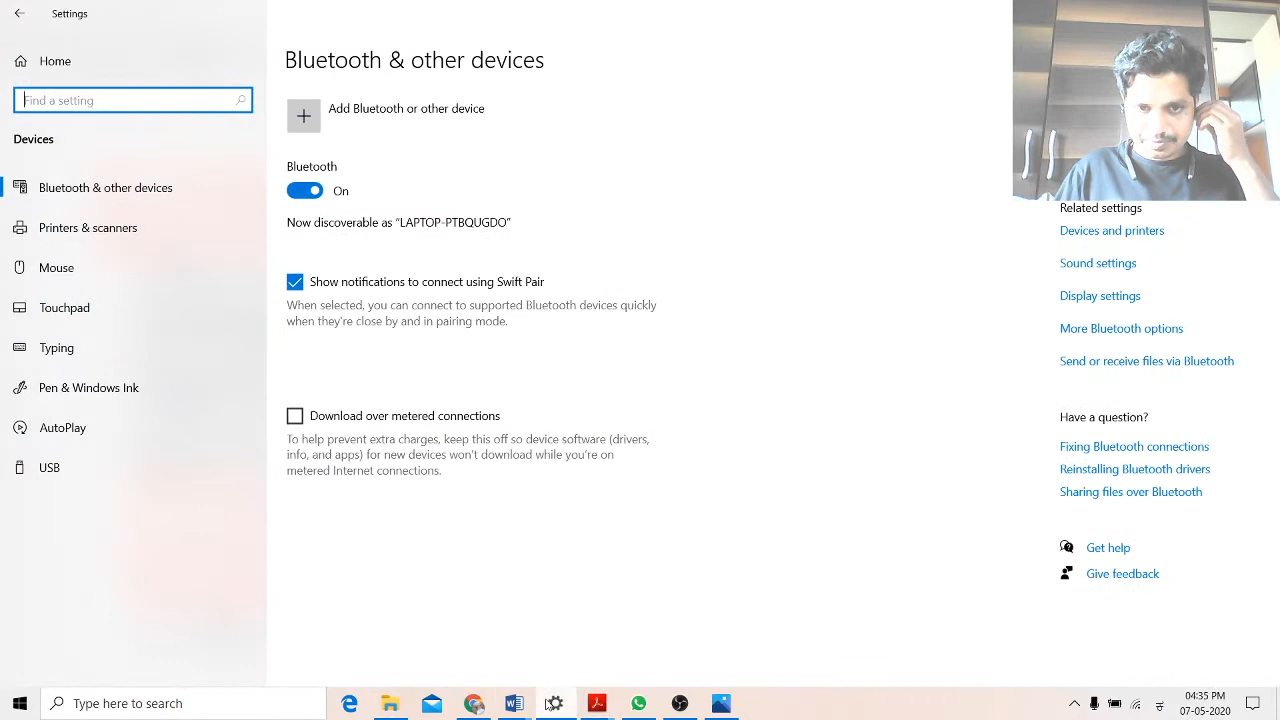 Settings
Home
Find a setting
Devices
Bluetooth & other devices
Printers & scanners
Mouse
Touchpad
Typing
Pen & Windows Ink
AutoPlay
USB
Bluetooth & other devices
Add Bluetooth or other device
Bluetooth
On
Now discoverable as “LAPTOP-PTBQUGDO”
Show notifications to connect using Swift Pair
When selected, you can connect to supported Bluetooth devices quickly
when they're close by and in pairing mode.
Download over metered connections
To help prevent extra charges, keep this off so device software (drivers,
info, and apps) for new devices won't download while you're on
metered Internet connections.
Related settings
Devices and printers
Sound settings
Display settings
More Bluetooth options
Send or receive files via Bluetooth
Have a question?
Fixing Bluetooth connections
Reinstalling Bluetooth drivers
Sharing files over Bluetooth
Get help
Give feedback
Type here to search
04:35 PM
07-05-2020